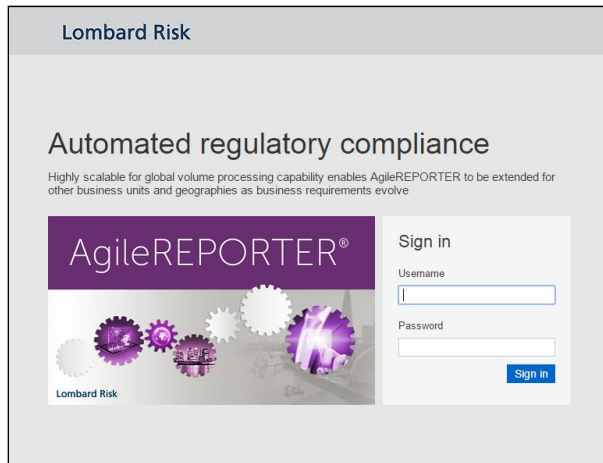 Lombard Risk
Automated regulatory compliance
Highly scalable for global volume processing capability enables AgileREPORTER to be extended for
other business units and geographies as business requirements evolve
AgileREPORTER®
Lombard Risk
Sign in
Username
Password
Sign in